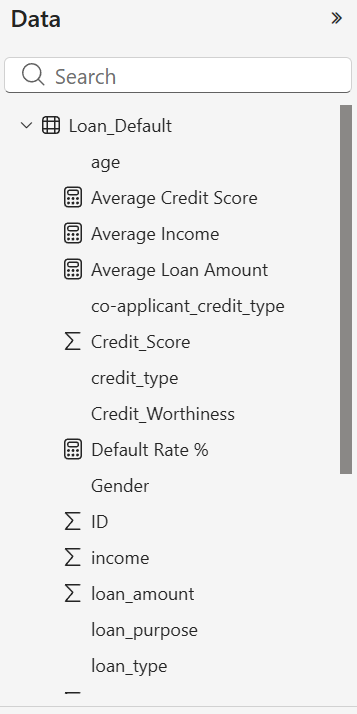 Data
Search
Loan_Default
age
Average Credit Score
Average Income
Average Loan Amount
co-applicant_credit_type
Credit_Score
credit_type
Credit_Worthiness
Default Rate %
Gender
ID
income
loan_amount
loan_purpose
loan_type